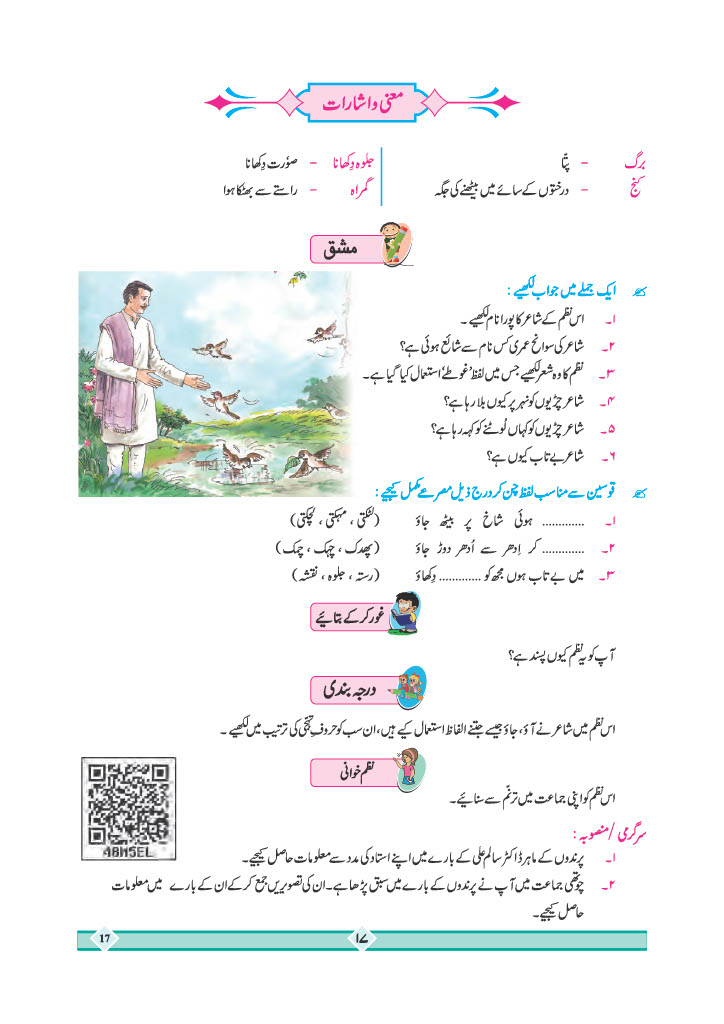 معنی و اشارات
برگ - پتّا
کنج - درختوں کے سائے میں بیٹھنے کی جگہ
جلوہ دِکھانا - صوٗرت دِکھانا
گمراہ - راستے سے بھٹکا ہوا
مشق
ایک جملے میں جواب لکھیے :
۱۔ اس نظم کے شاعر کا پورا نام لکھیے۔
۲۔ شاعر کی سوانح عمری کس نام سے شائع ہوئی ہے؟
۳۔ نظم کا وہ شعر لکھیے جس میں لفظ ’غوطے‘ استعمال کیا گیا ہے۔
۴۔ شاعر چڑیوں کو نہر پر کیوں بلا رہا ہے؟
۵۔ شاعر چڑیوں کو کہاں لُوٹنے کو کہہ رہا ہے؟
۶۔ شاعر بے تاب کیوں ہے؟
قوسین سے مناسب لفظ چن کر درج ذیل مصرعے مکمل کیجیے :
۱۔ ............. ہوئی شاخ پر بیٹھ جاؤ (لٹکتی ، مہکتی ، لچکتی)
۲۔ ............. کر اِدھر سے اُدھر دوڑ جاؤ (پھدک ، چہک ، چمک)
۳۔ میں بے تاب ہوں مجھ کو ............. دِکھاؤ (رستہ ، جلوہ ، نقشہ)
غور کر کے بتائیے
آپ کو یہ نظم کیوں پسند ہے؟
درجہ بندی
اس نظم میں شاعر نے آؤ، جاؤ جیسے جتنے الفاظ استعمال کیے ہیں، ان سب کو حروفِ تہجّی کی ترتیب میں لکھیے۔
نظم خوانی
اس نظم کو اپنی جماعت میں ترنّم سے سنائیے۔
4BM5EL
سرگرمی / منصوبہ :
۱۔ پرندوں کے ماہر ڈاکٹر سالم علی کے بارے میں اپنے استاد کی مدد سے معلومات حاصل کیجیے۔
۲۔ چوتھی جماعت میں آپ نے پرندوں کے بارے میں سبق پڑھا ہے۔ ان کی تصویریں جمع کر کے ان کے بارے میں معلومات
حاصل کیجیے۔
۱۷
17